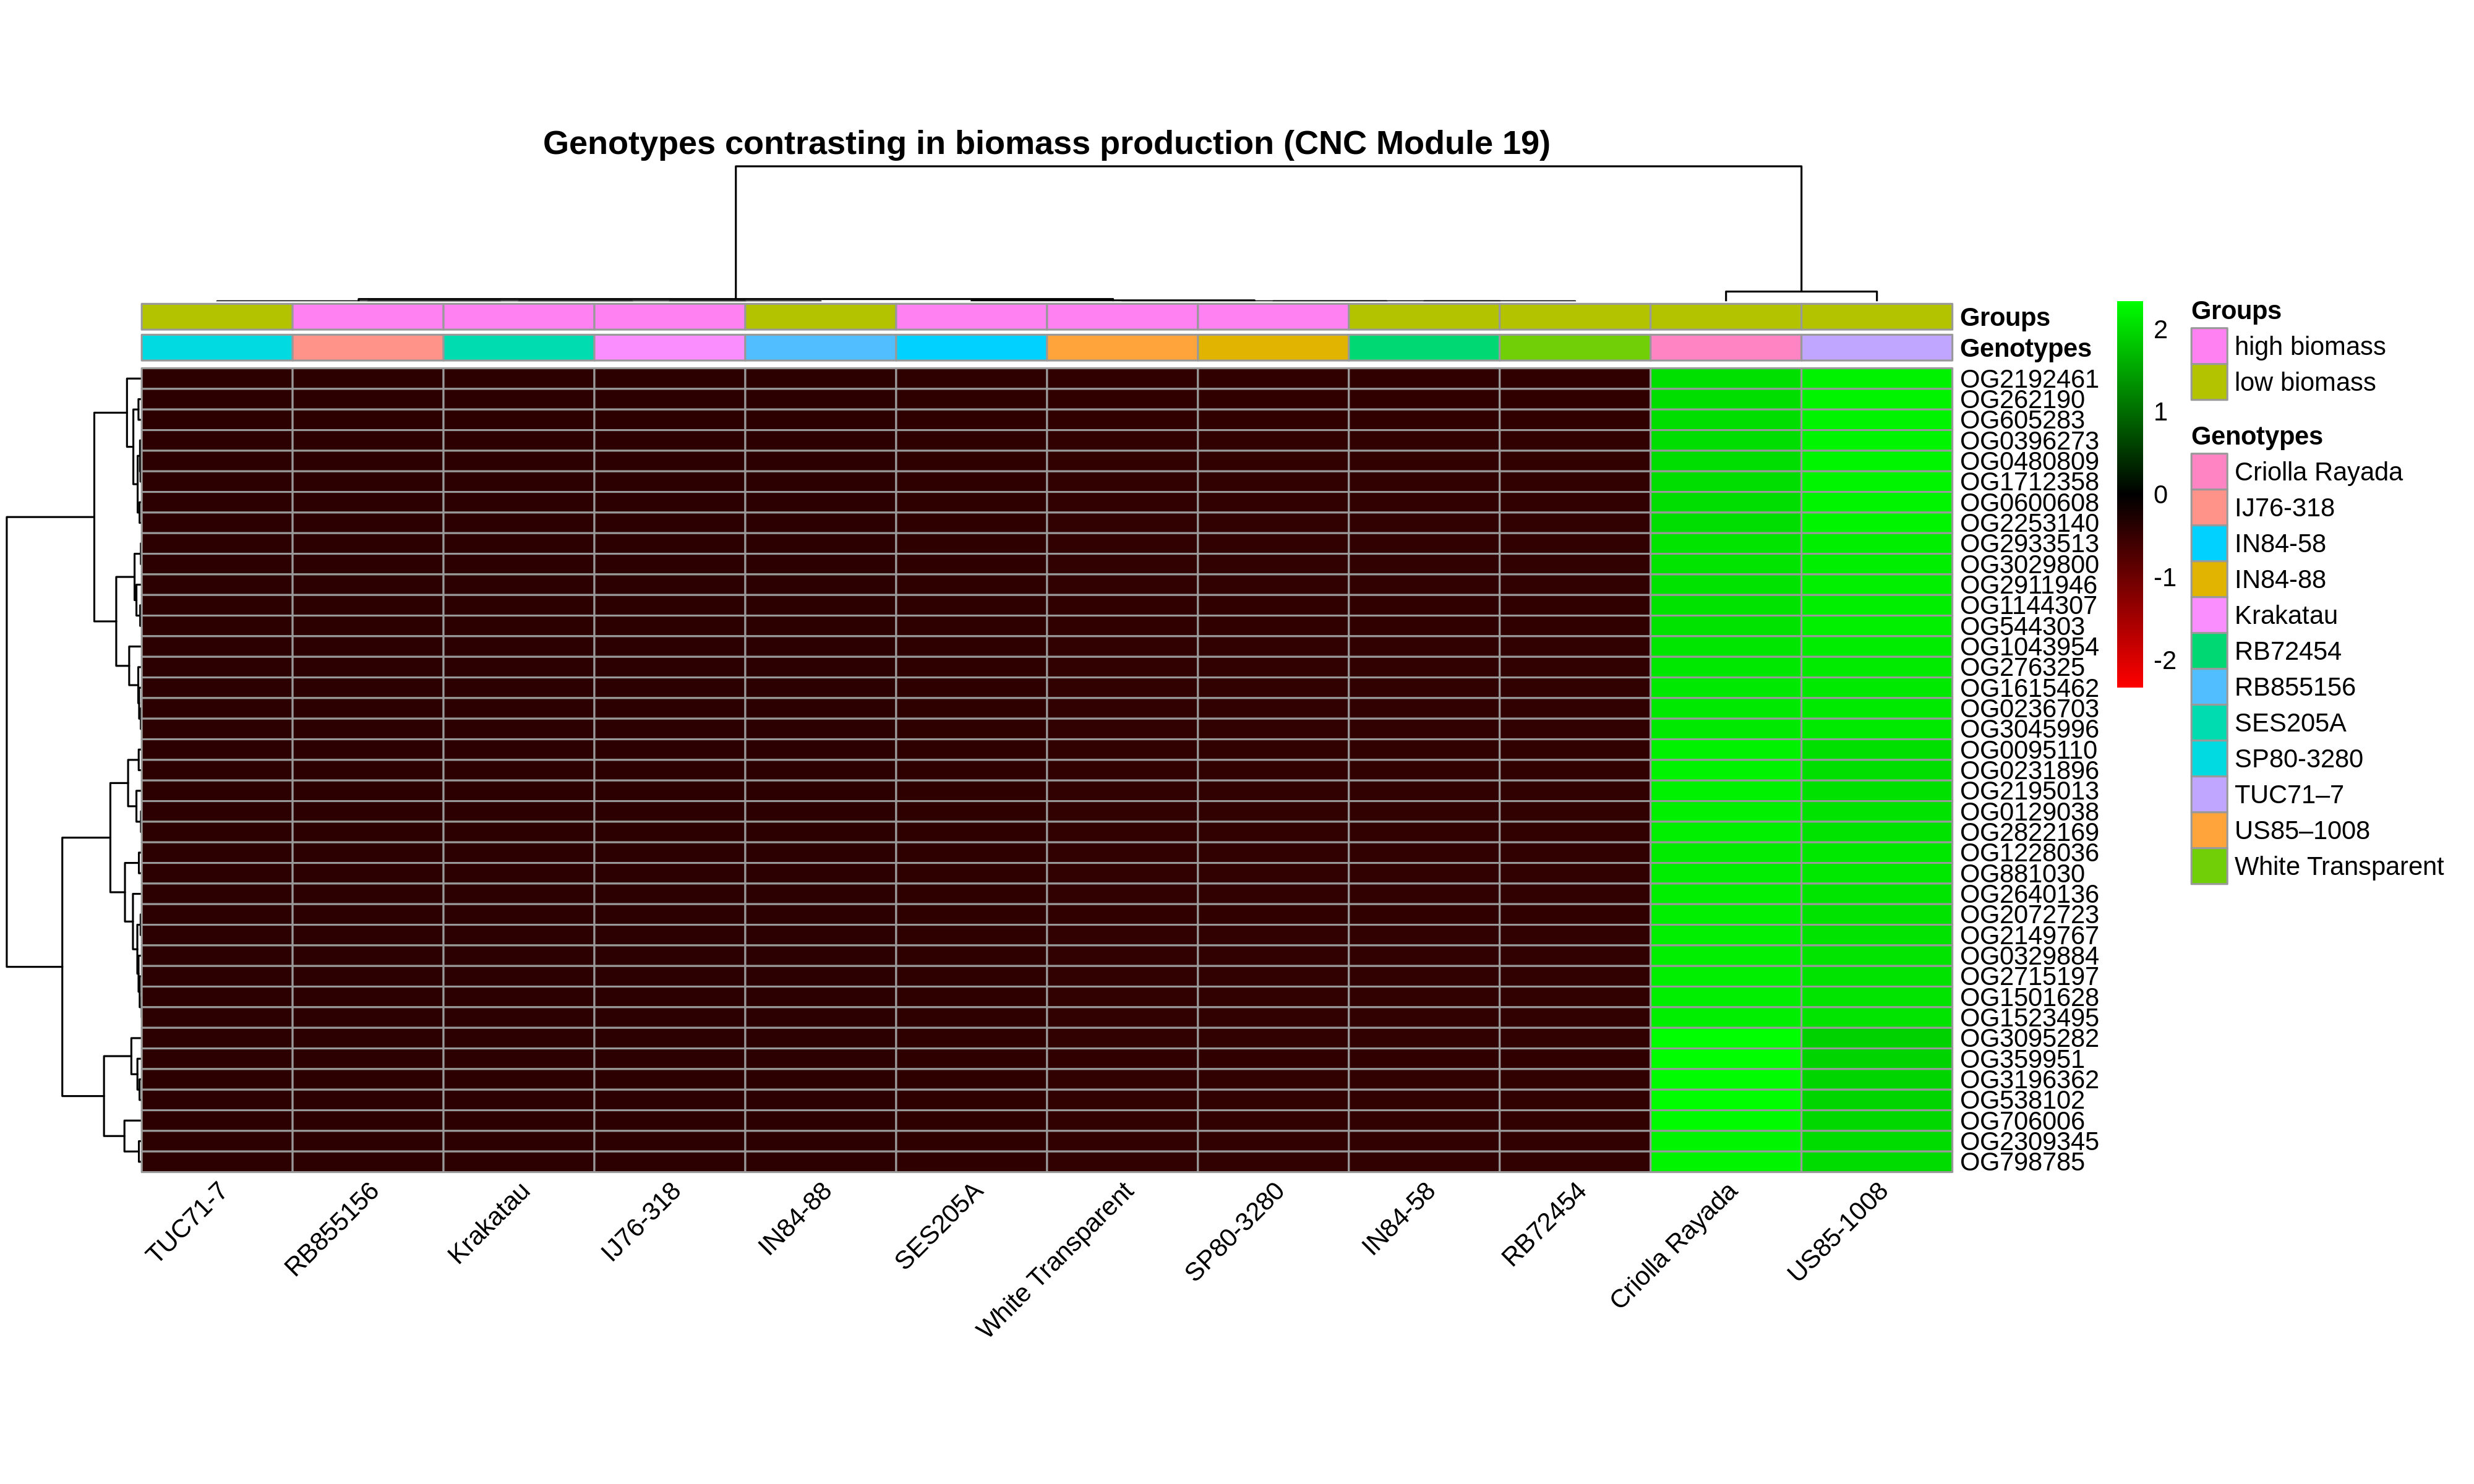 Genotypes contrasting in biomass production (CNC Module 19)
Groups
Genotypes
OG2192461
OG262190
OG605283
OG0396273
OG0480809
OG1712358
OG0600608
OG2253140
OG2933513
OG3029800
OG2911946
OG1144307
OG544303
OG1043954
OG276325
OG1615462
OG0236703
OG3045996
OG0095110
OG0231896
OG2195013
OG0129038
OG2822169
OG1228036
OG881030
OG2640136
OG2072723
OG2149767
OG0329884
OG2715197
OG1501628
OG1523495
OG3095282
OG359951
OG3196362
OG538102
OG706006
OG2309345
OG798785
TUC71-7
RB855156
Krakatau
IJ76-318
IN84-88
SES205A
White Transparent
SP80-3280
IN84-58
RB72454
Criolla Rayada
US85-1008
2
1
0
-1
-2
Groups
high biomass
low biomass
Genotypes
Criolla Rayada
IJ76-318
IN84-58
IN84-88
Krakatau
RB72454
RB855156
SES205A
SP80-3280
TUC71–7
US85–1008
White Transparent